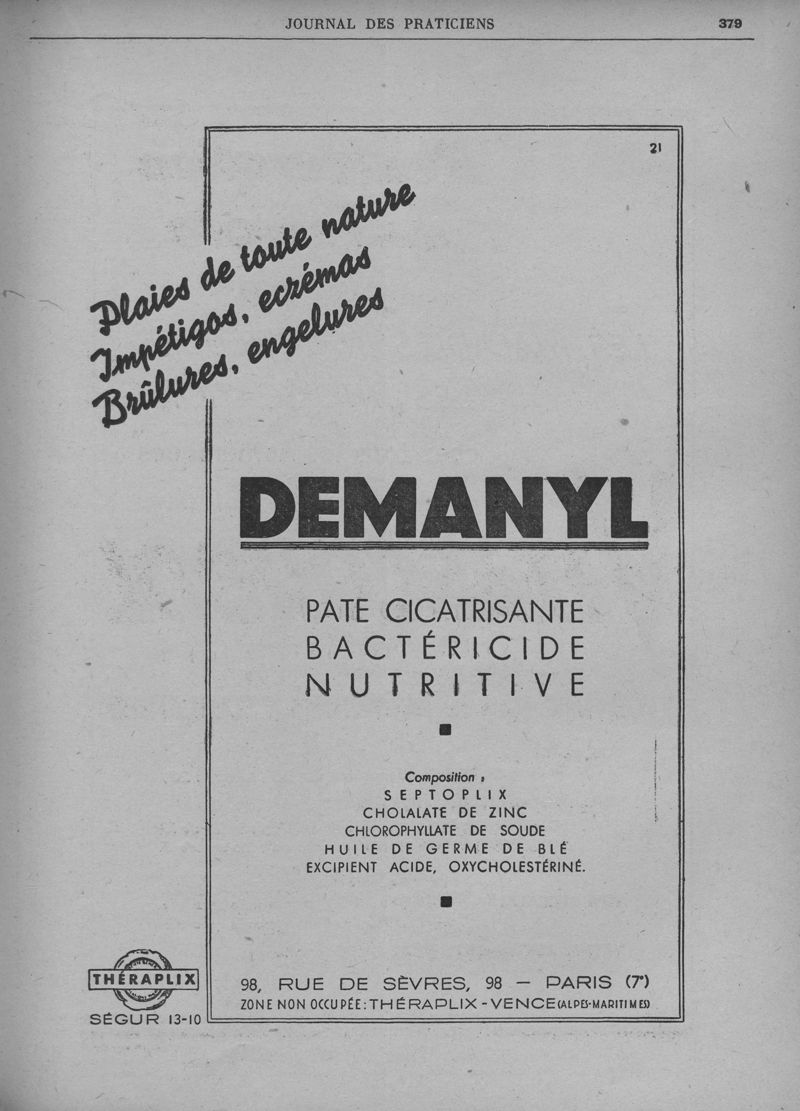 JOURNAL DES PRATICIENS 379
21
Plaies de toute nature
Impétigos, eczémas
Brûlures, engelures
DEMANYL
PATE CICATRISANTE
BACTÉRICIDE
NUTRITIVE
Composition :
SEPTOPLIX
CHOLALATE DE ZINC
CHLOROPHYLLATE DE SOUDE
HUILE DE GERME DE BLÉ
EXCIPIENT ACIDE, OXYCHOLESTÉRINÉ.
THÉRAPLIX
SÉGUR 13-10
98, RUE DE SÈVRES, 98 — PARIS (7e)
ZONE NON OCCUPÉE: THÉRAPLIX - VENCE (ALPES-MARITIMES)